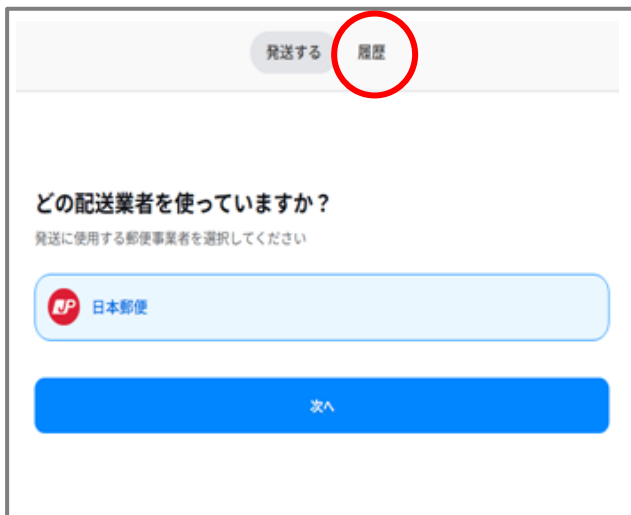 発送する 履歴
どの配送業者を使っていますか？
発送に使用する郵便事業者を選択してください
JP 日本郵便
次へ